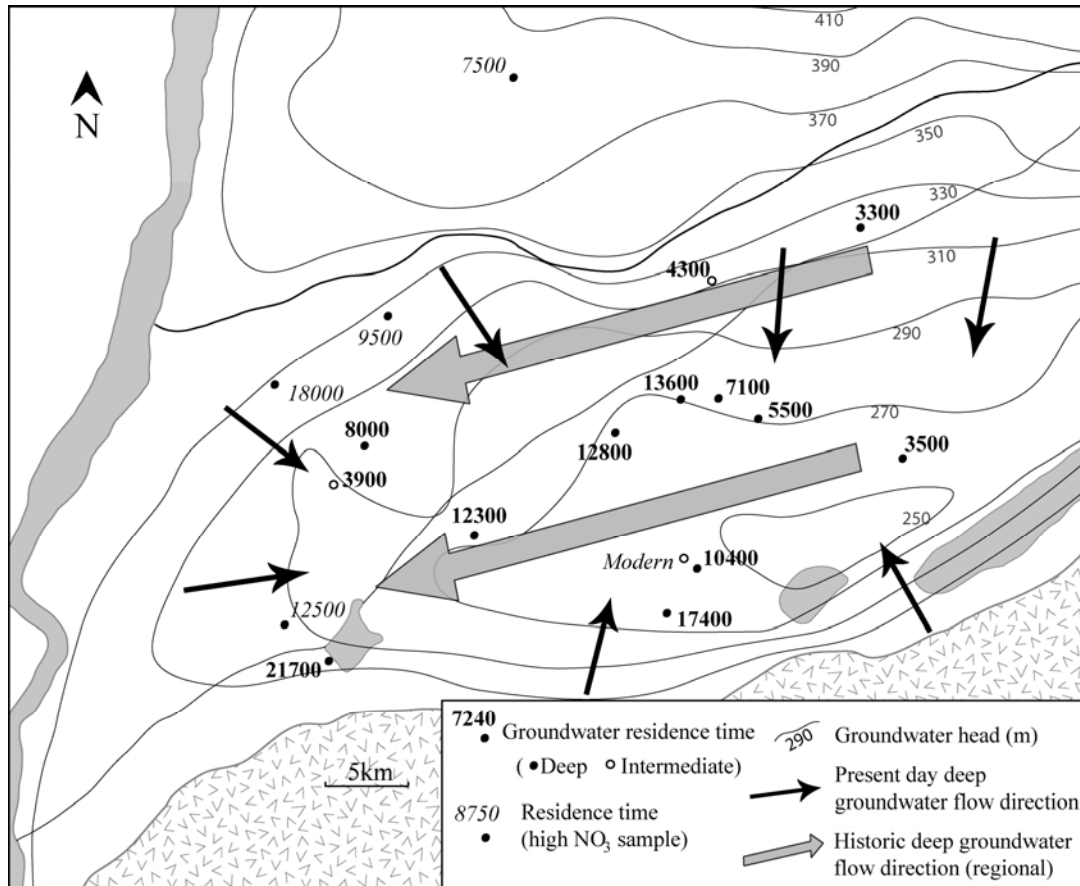 410
7500
390
N
370
350
330
3300
4300
310
9500
290
18000
13600
7100
5500
270
8000
12800
3500
3900
12300
250
Modern
10400
12500
17400
21700
5km
7240
Groundwater residence time
( Deep Intermediate)
8750
Residence time
(high NO3 sample)
290
Groundwater head (m)
Present day deep
groundwater flow direction
Historic deep groundwater
flow direction (regional)